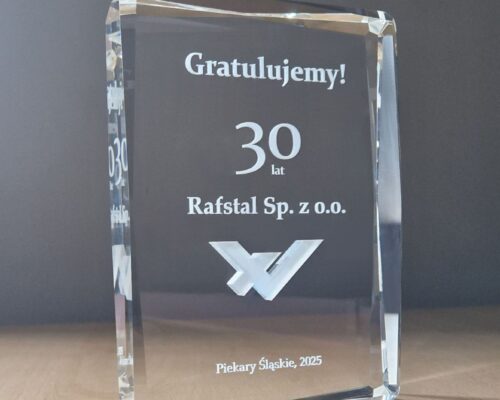 Gratulujemy!
30
lat
Rafstal Sp. z o.o.
Piekary Śląskie, 2025